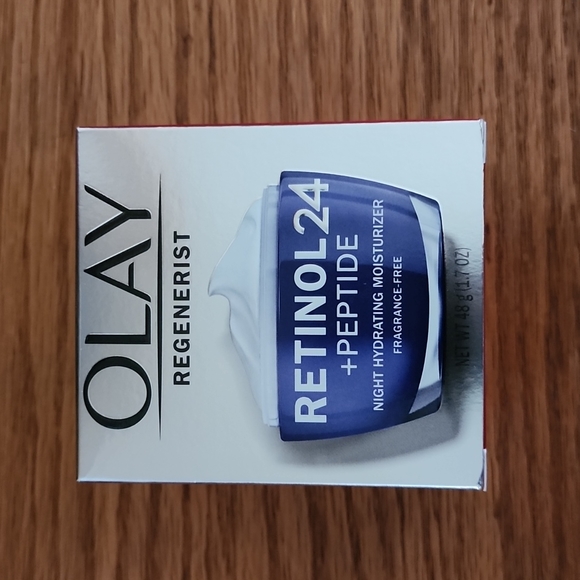 OLAY
REGENERIST
RETINOL24
+PEPTIDE
NIGHT HYDRATING MOISTURIZER
FRAGRANCE-FREE
NET WT 48 g (1.7 OZ)